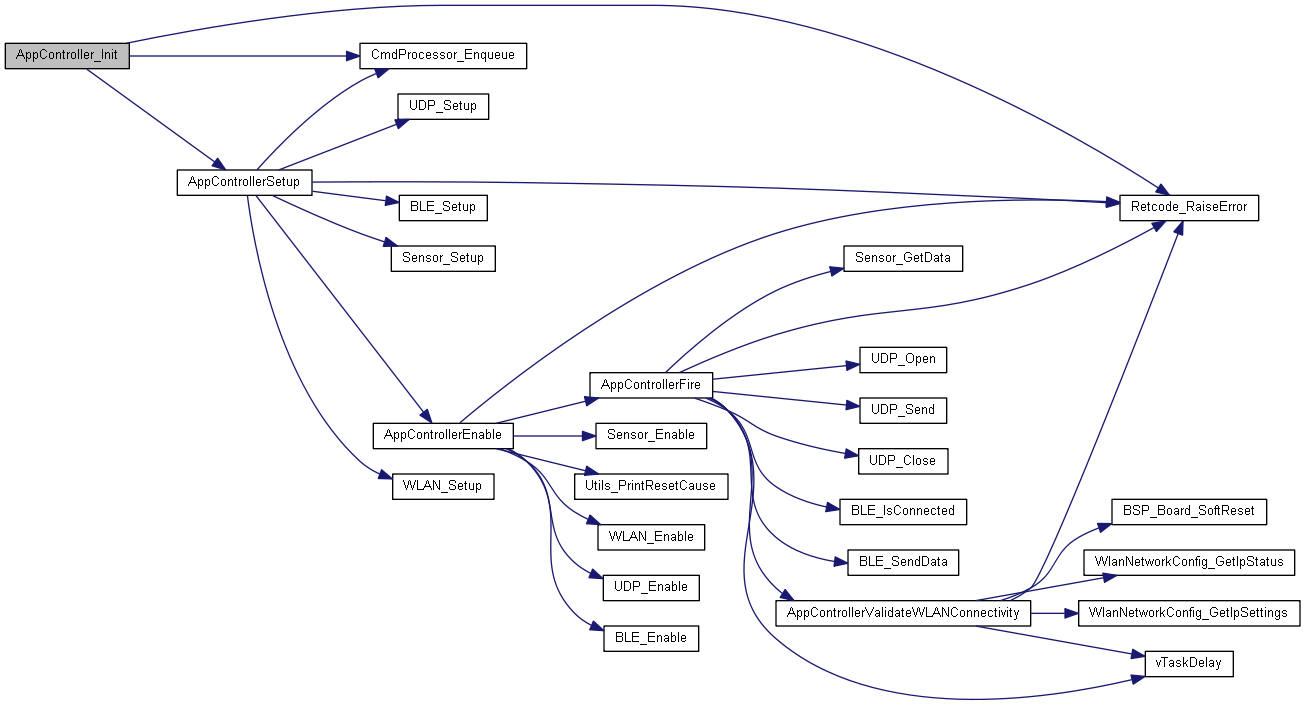 AppController_Init
CmdProcessor_Enqueue
UDP_Setup
AppControllerSetup
BLE_Setup
Retcode_RaiseError
Sensor_Setup
Sensor_GetData
UDP_Open
AppControllerFire
UDP_Send
AppControllerEnable
Sensor_Enable
UDP_Close
WLAN_Setup
Utils_PrintResetCause
BLE_IsConnected
BSP_Board_SoftReset
WLAN_Enable
BLE_SendData
WlanNetworkConfig_GetIpStatus
UDP_Enable
AppControllerValidateWLANConnectivity
WlanNetworkConfig_GetIpSettings
BLE_Enable
vTaskDelay